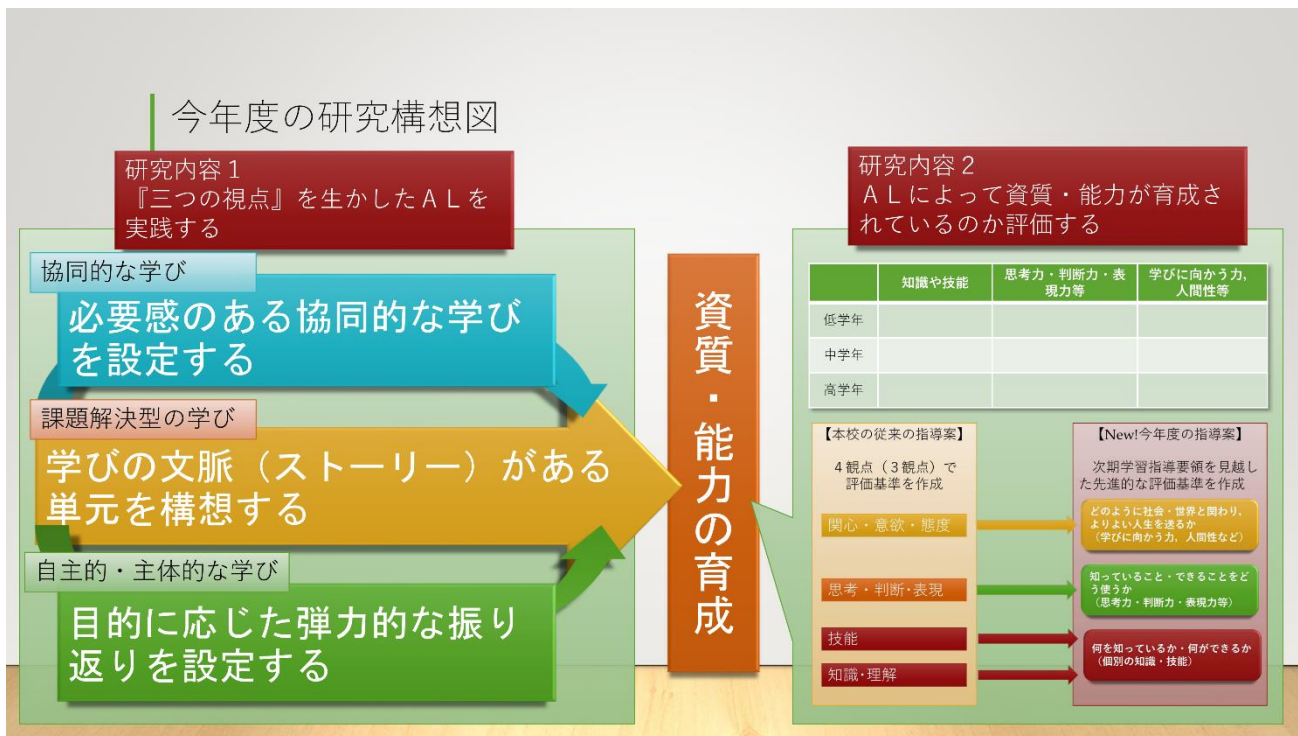 今年度の研究構想図
研究内容１
『三つの視点』を生かしたＡＬを
実践する
協同的な学び
必要感のある協同的な学び
を設定する
課題解決型の学び
学びの文脈（ストーリー）がある
単元を構想する
自主的・主体的な学び
目的に応じた弾力的な振り
返りを設定する
資質・能力の育成
研究内容２
ＡＬによって資質・能力が育成さ
れているのか評価する
知識や技能
思考力・判断力・表
現力等
学びに向かう力，
人間性等
低学年
中学年
高学年
【本校の従来の指導案】
４観点（３観点）で
評価基準を作成
関心・意欲・態度
思考・判断・表現
技能
知識・理解
【New!今年度の指導案】
次期学習指導要領を見越し
た先進的な評価基準を作成
どのように社会・世界と関わり，
よりよい人生を送るか
（学びに向かう力，人間性など）
知っていること・できることをど
う使うか
（思考力・判断力・表現力等）
何を知っているか・何ができるか
（個別の知識・技能）